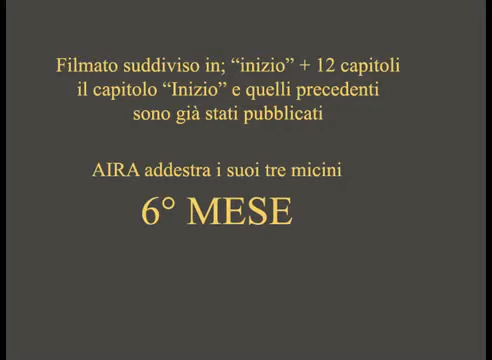 Filmato suddiviso in; “inizio” + 12 capitoli
il capitolo “Inizio” e quelli precedenti
sono già stati pubblicati
AIRA addestra i suoi tre micini
6° MESE